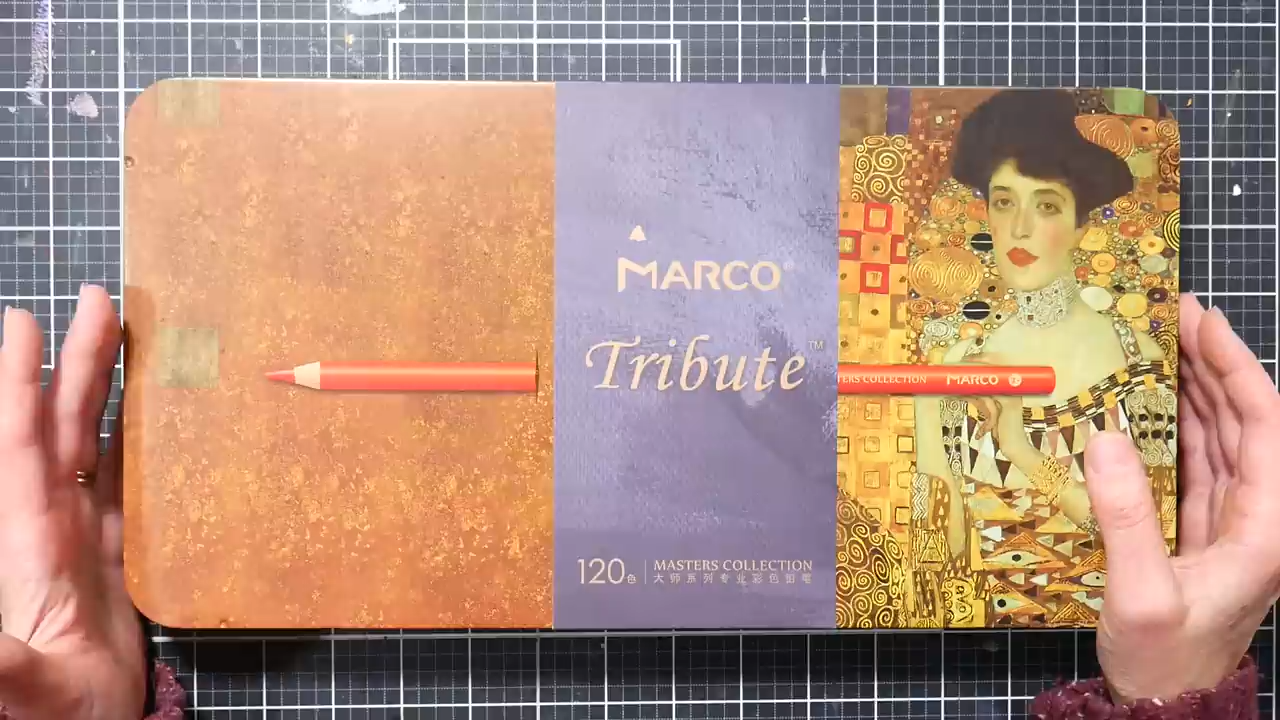 MARCO®
Tribute™
120色
MASTERS COLLECTION
大师系列专业彩色铅笔
MASTERS COLLECTION MARCO